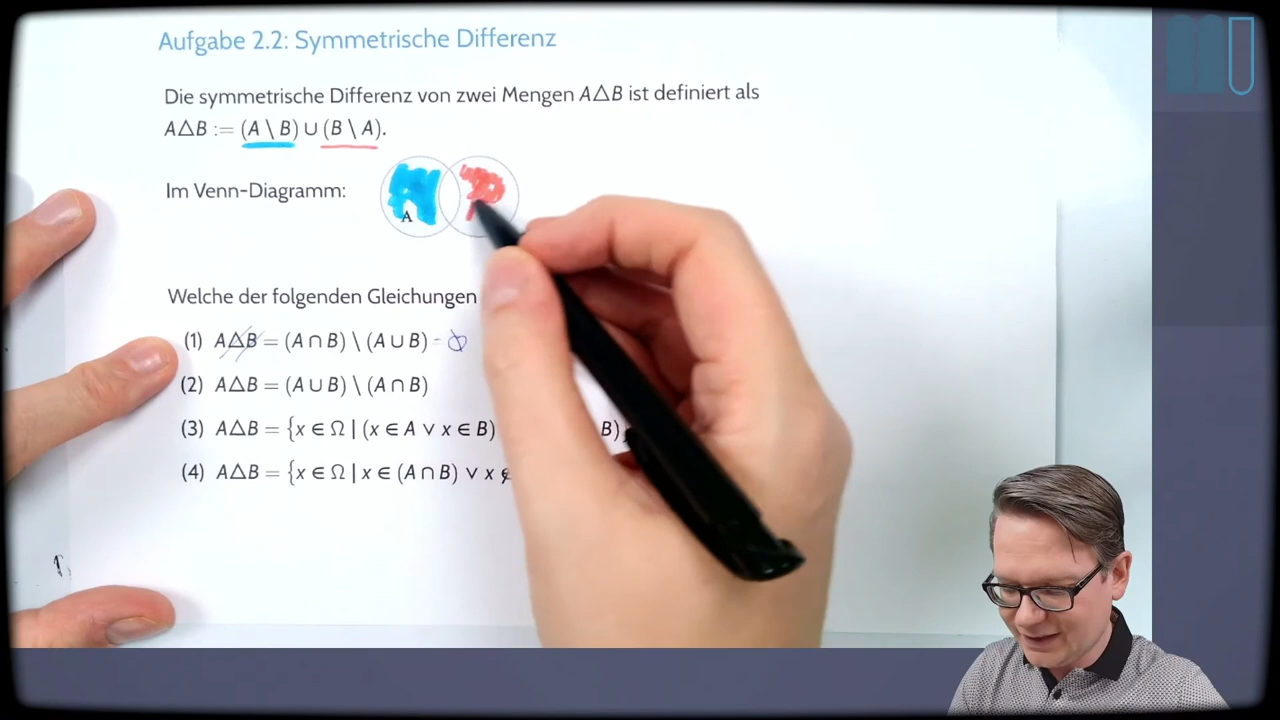 Aufgabe 2.2: Symmetrische Differenz
Die symmetrische Differenz von zwei Mengen A△B ist definiert als
A△B := (A \ B) ∪ (B \ A).
Im Venn-Diagramm:
A
Welche der folgenden Gleichungen
(1) A△B = (A ∩ B) \ (A ∪ B) = ∅
(2) A△B = (A ∪ B) \ (A ∩ B)
(3) A△B = {x ∈ Ω | (x ∈ A ∨ x ∈ B) B)
(4) A△B = {x ∈ Ω | x ∈ (A ∩ B) ∨ x ∉